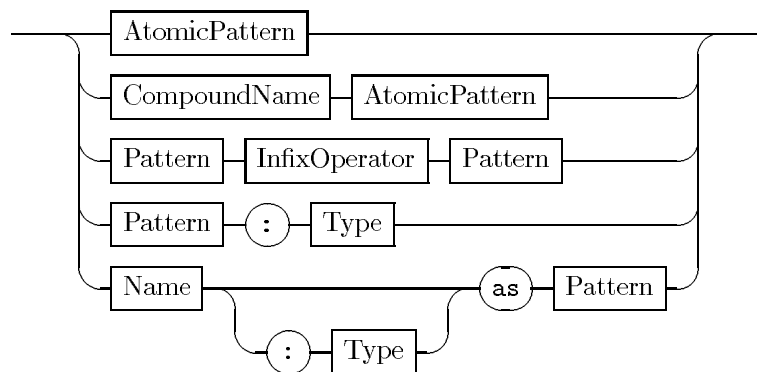 AtomicPattern
CompoundName AtomicPattern
Pattern InfixOperator Pattern
Pattern : Type
Name as Pattern
: Type